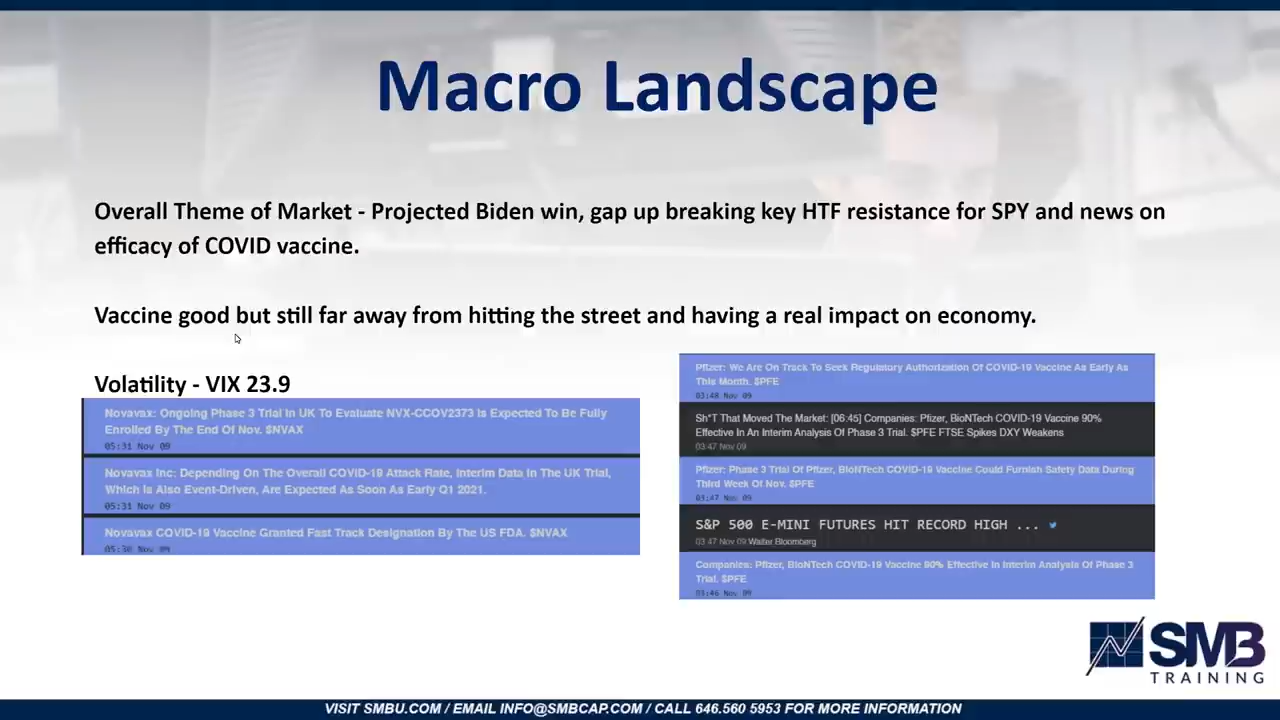 Macro Landscape
Overall Theme of Market - Projected Biden win, gap up breaking key HTF resistance for SPY and news on
efficacy of COVID vaccine.
Vaccine good but still far away from hitting the street and having a real impact on economy.
Volatility - VIX 23.9
Novavax: Ongoing Phase 3 Trial In UK To Evaluate NVX-CCOV2373 Is Expected To Be Fully
Enrolled By The End Of Nov. $NVAX
05:31 Nov 09
Novavax Inc: Depending On The Overall COVID-19 Attack Rate, Interim Data In The UK Trial,
Which Is Also Event-Driven, Are Expected As Soon As Early Q1 2021.
05:31 Nov 09
Novavax COVID-19 Vaccine Granted Fast Track Designation By The US FDA. $NVAX
05:30 Nov 09
Pfizer: We Are On Track To Seek Regulatory Authorization Of COVID-19 Vaccine As Early As
This Month. $PFE
03:48 Nov 09
Sh*T That Moved The Market: [06:45] Companies: Pfizer, BioNTech COVID-19 Vaccine 90%
Effective In An Interim Analysis Of Phase 3 Trial. $PFE FTSE Spikes DXY Weakens
03:47 Nov 09
Pfizer: Phase 3 Trial Of Pfizer, BioNTech COVID-19 Vaccine Could Furnish Safety Data During
Third Week Of Nov. $PFE
03:47 Nov 09
S&P 500 E-MINI FUTURES HIT RECORD HIGH ...
03:47 Nov 09 Walter Bloomberg
Companies: Pfizer, BioNTech COVID-19 Vaccine 90% Effective In Interim Analysis Of Phase 3
Trial. $PFE
03:46 Nov 09
SMB
TRAINING
VISIT SMBU.COM / EMAIL INFO@SMBCAP.COM / CALL 646.560 5953 FOR MORE INFORMATION